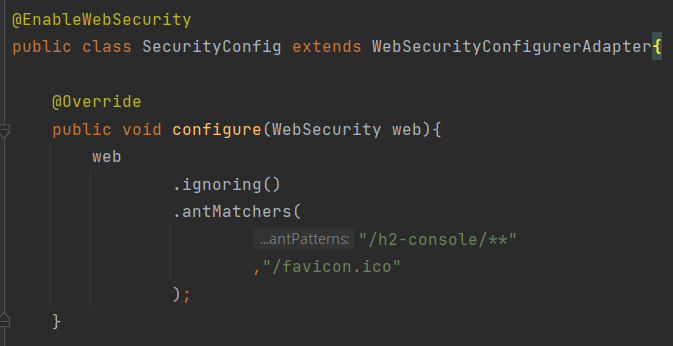 @EnableWebSecurity
public class SecurityConfig extends WebSecurityConfigurerAdapter{
@Override
public void configure(WebSecurity web){
web
.ignoring()
.antMatchers(
...antPatterns: "/h2-console/**"
,"/favicon.ico"
);
}